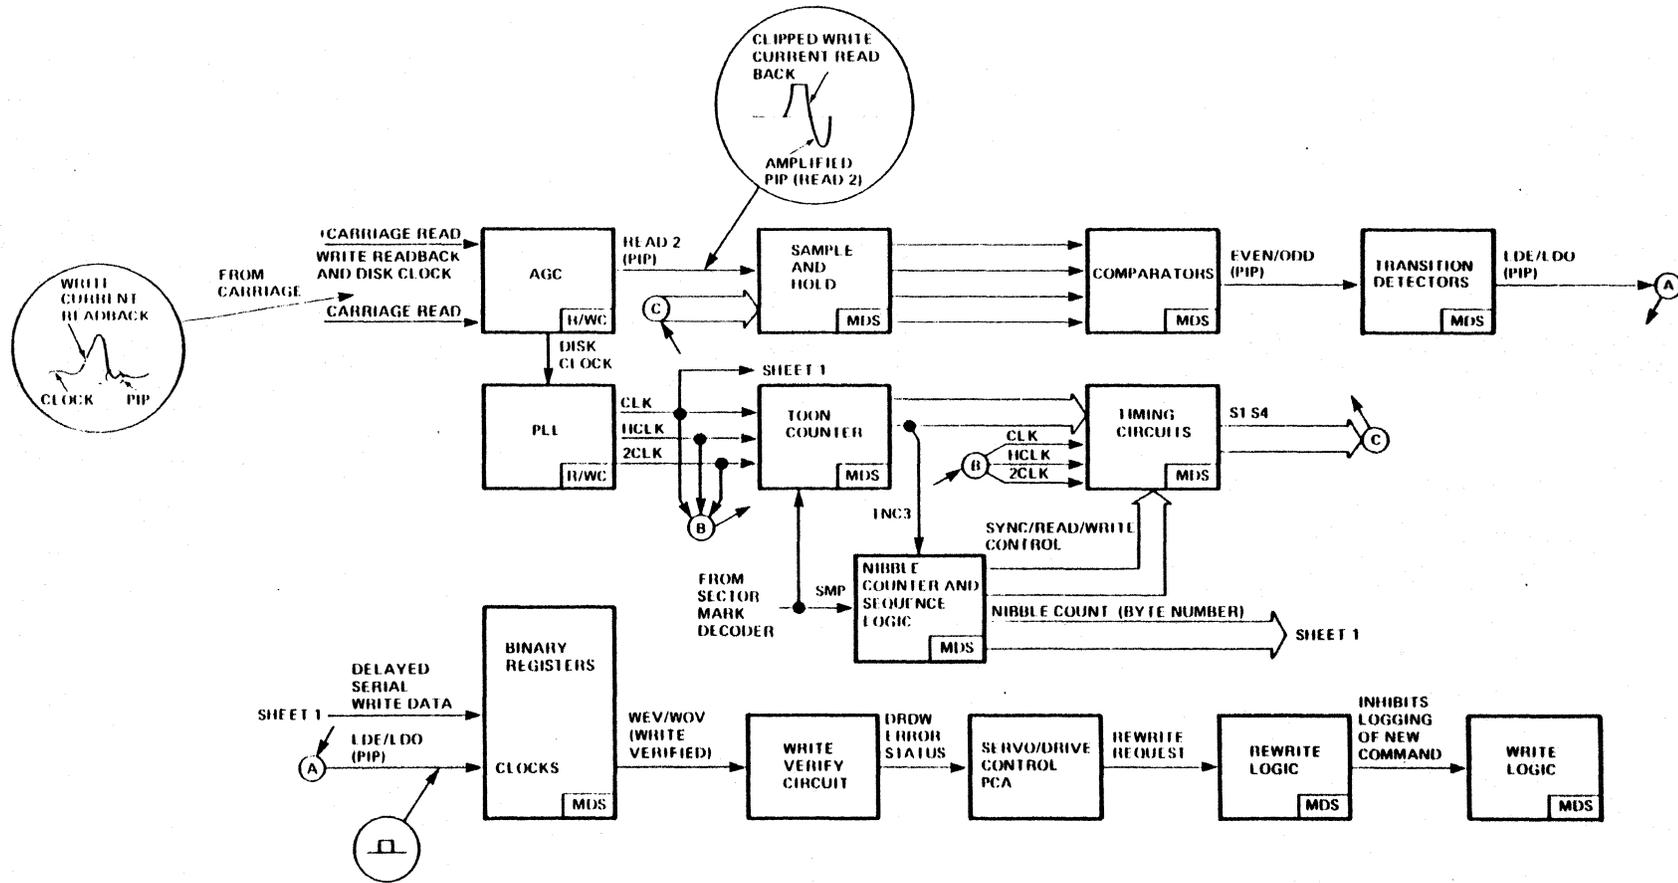 CLIPPED WRITE
CURRENT READ
BACK
AMPLIFIED
PIP (READ 2)
WRITE
CURRENT
READBACK
CLOCK
PIP
FROM
CARRIAGE
+CARRIAGE READ
WRITE READBACK
AND DISK CLOCK
CARRIAGE READ
AGC
R/WC
READ 2
(PIP)
C
SAMPLE
AND
HOLD
MDS
COMPARATORS
MDS
EVEN/ODD
(PIP)
TRANSITION
DETECTORS
MDS
LDE/LDO
(PIP)
A
DISK
CLOCK
SHEET 1
PLL
R/WC
CLK
HCLK
2CLK
B
TOON
COUNTER
MDS
B
CLK
HCLK
2CLK
TIMING
CIRCUITS
MDS
S1 S4
C
TNC3
SYNC/READ/WRITE
CONTROL
FROM
SECTOR
MARK
DECODER
SMP
NIBBLE
COUNTER AND
SEQUENCE
LOGIC
MDS
NIBBLE COUNT (BYTE NUMBER)
SHEET 1
SHEET 1
DELAYED
SERIAL
WRITE DATA
A
LDE/LDO
(PIP)
BINARY
REGISTERS
CLOCKS
MDS
WEV/WOV
(WRITE
VERIFIED)
WRITE
VERIFY
CIRCUIT
DRDW
ERROR
STATUS
SERVO/DRIVE
CONTROL
PCA
REWRITE
REQUEST
REWRITE
LOGIC
MDS
INHIBITS
LOGGING
OF NEW
COMMAND
WRITE
LOGIC
MDS